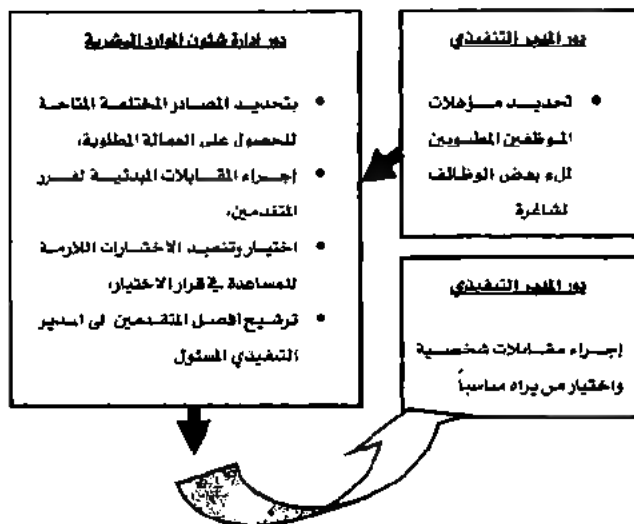 دور المدير التنفيذي
• تحديد مؤهلات
الموظفين المطلوبين
لملء بعض الوظائف
الشاغرة
دور إدارة شئون الموارد البشرية
• بتحديد المصادر المختلفة المتاحة
للحصول على العمالة المطلوبة،
• إجراء المقابلات المبدئية لفرز
المتقدمين،
• اختيار وتنفيذ الاختبارات اللازمة
للمساعدة في قرار الاختيار،
• ترشيح أفضل المتقدمين إلى المدير
التنفيذي المسئول
دور المدير التنفيذي
إجراء مقابلات شخصية
واختيار من يراه مناسباً